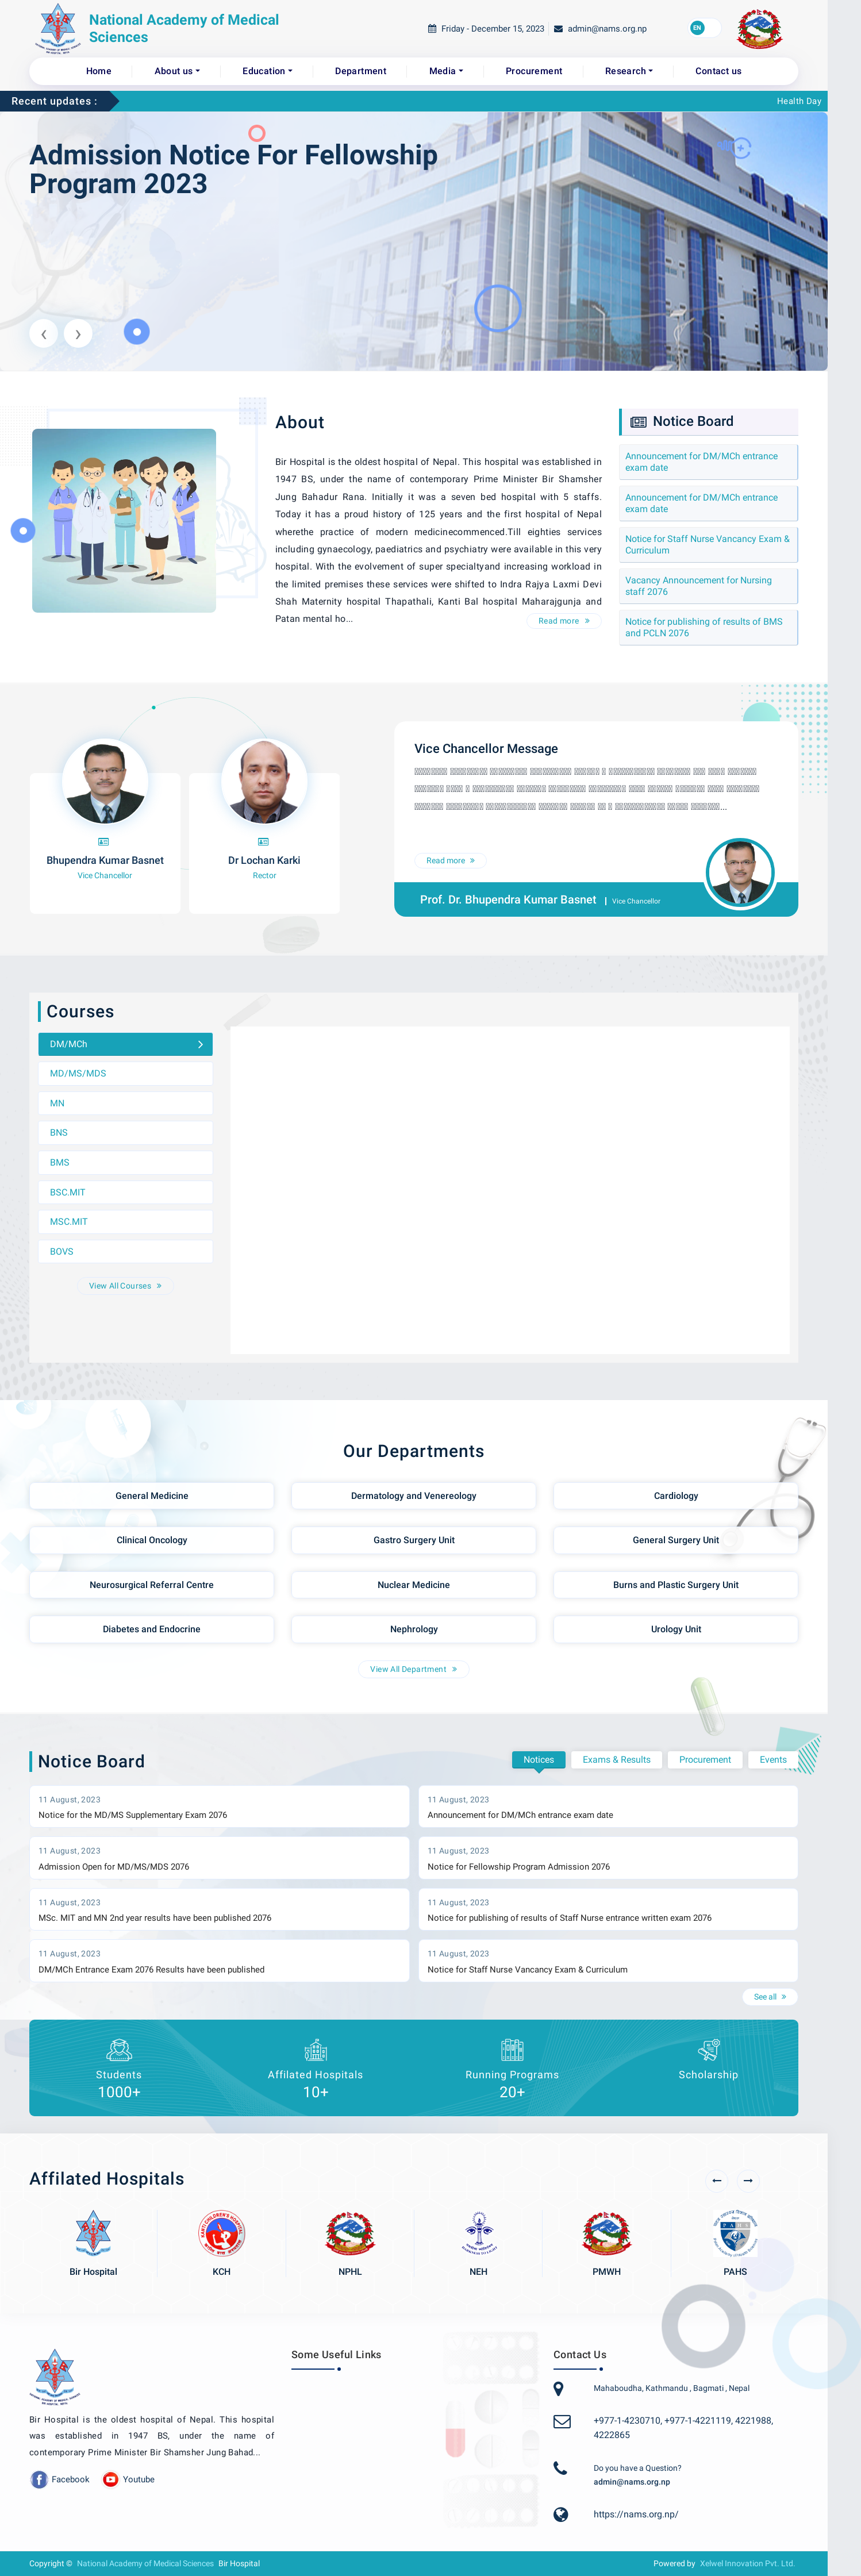 National Academy of Medical
Sciences
Friday - December 15, 2023
admin@nams.org.np
EN
Home
About us
Education
Department
Media
Procurement
Research
Contact us
Recent updates :
Health Day
Admission Notice For Fellowship
Program 2023
About
Bir Hospital is the oldest hospital of Nepal. This hospital was established in
1947 BS, under the name of contemporary Prime Minister Bir Shamsher
Jung Bahadur Rana. Initially it was a seven bed hospital with 5 staffs.
Today it has a proud history of 125 years and the first hospital of Nepal
wherethe practice of modern medicinecommenced.Till eighties services
including gynaecology, paediatrics and psychiatry were available in this very
hospital. With the evolvement of super specialtyand increasing workload in
the limited premises these services were shifted to Indra Rajya Laxmi Devi
Shah Maternity hospital Thapathali, Kanti Bal hospital Maharajgunja and
Patan mental ho...
Read more »
Notice Board
Announcement for DM/MCh entrance
exam date
Announcement for DM/MCh entrance
exam date
Notice for Staff Nurse Vancancy Exam &
Curriculum
Vacancy Announcement for Nursing
staff 2076
Notice for publishing of results of BMS
and PCLN 2076
Bhupendra Kumar Basnet
Vice Chancellor
Dr Lochan Karki
Rector
Vice Chancellor Message
Read more »
Prof. Dr. Bhupendra Kumar Basnet | Vice Chancellor
Courses
DM/MCh
MD/MS/MDS
MN
BNS
BMS
BSC.MIT
MSC.MIT
BOVS
View All Courses »
Our Departments
General Medicine
Dermatology and Venereology
Cardiology
Clinical Oncology
Gastro Surgery Unit
General Surgery Unit
Neurosurgical Referral Centre
Nuclear Medicine
Burns and Plastic Surgery Unit
Diabetes and Endocrine
Nephrology
Urology Unit
View All Department »
Notice Board
Notices
Exams & Results
Procurement
Events
11 August, 2023
Notice for the MD/MS Supplementary Exam 2076
11 August, 2023
Announcement for DM/MCh entrance exam date
11 August, 2023
Admission Open for MD/MS/MDS 2076
11 August, 2023
Notice for Fellowship Program Admission 2076
11 August, 2023
MSc. MIT and MN 2nd year results have been published 2076
11 August, 2023
Notice for publishing of results of Staff Nurse entrance written exam 2076
11 August, 2023
DM/MCh Entrance Exam 2076 Results have been published
11 August, 2023
Notice for Staff Nurse Vancancy Exam & Curriculum
See all »
Students
1000+
Affilated Hospitals
10+
Running Programs
20+
Scholarship
Affilated Hospitals
Bir Hospital
KCH
NPHL
NEH
PMWH
PAHS
Bir Hospital is the oldest hospital of Nepal. This hospital
was established in 1947 BS, under the name of
contemporary Prime Minister Bir Shamsher Jung Bahad...
Facebook
Youtube
Some Useful Links
Contact Us
Mahaboudha, Kathmandu , Bagmati , Nepal
+977-1-4230710, +977-1-4221119, 4221988,
4222865
Do you have a Question?
admin@nams.org.np
https://nams.org.np/
Copyright © National Academy of Medical Sciences Bir Hospital
Powered by Xelwel Innovation Pvt. Ltd.